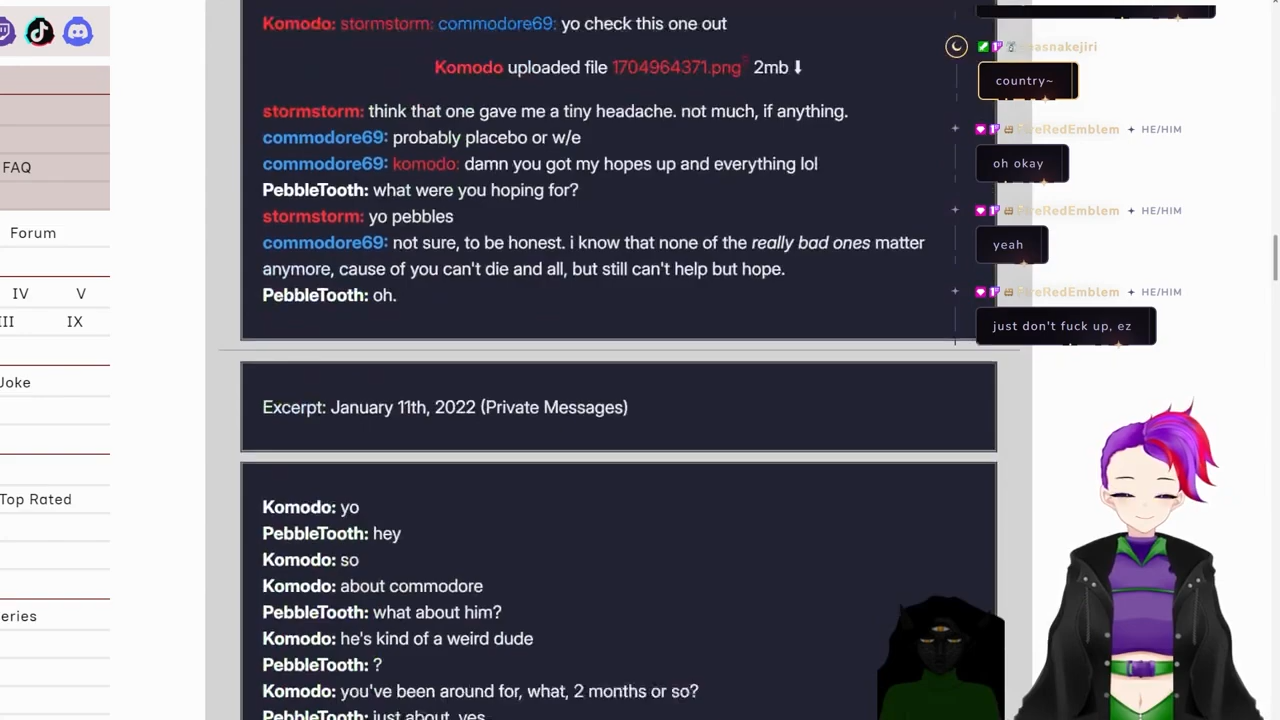 Komodo: stormstorm: commodore69: yo check this one out
Komodo uploaded file 1704964371.png 2mb ⬇
stormstorm: think that one gave me a tiny headache. not much, if anything.
commodore69: probably placebo or w/e
commodore69: komodo: damn you got my hopes up and everything lol
PebbleTooth: what were you hoping for?
stormstorm: yo pebbles
commodore69: not sure, to be honest. i know that none of the really bad ones matter
anymore, cause of you can't die and all, but still can't help but hope.
PebbleTooth: oh.
Excerpt: January 11th, 2022 (Private Messages)
Komodo: yo
PebbleTooth: hey
Komodo: so
Komodo: about commodore
PebbleTooth: what about him?
Komodo: he's kind of a weird dude
PebbleTooth: ?
Komodo: you've been around for, what, 2 months or so?
PebbleTooth: just about, yes
FAQ
Forum
IV V
III IX
Joke
Top Rated
eries
country~
FireRedEmblem + HE/HIM
oh okay
FireRedEmblem + HE/HIM
yeah
FireRedEmblem + HE/HIM
just don't fuck up, ez